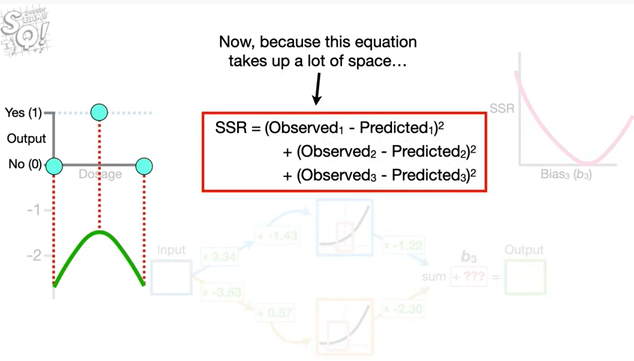 StatQuest!
Now, because this equation
takes up a lot of space…
Yes (1)
Output
No (0)
Dosage
-1
-2
SSR = (Observed₁ - Predicted₁)²
+ (Observed₂ - Predicted₂)²
+ (Observed₃ - Predicted₃)²
SSR
Bias₃ (b₃)
Input
x 3.34
+ -1.43
x -1.22
x -3.53
+ 0.57
x -2.30
b₃
sum + ??? =
Output